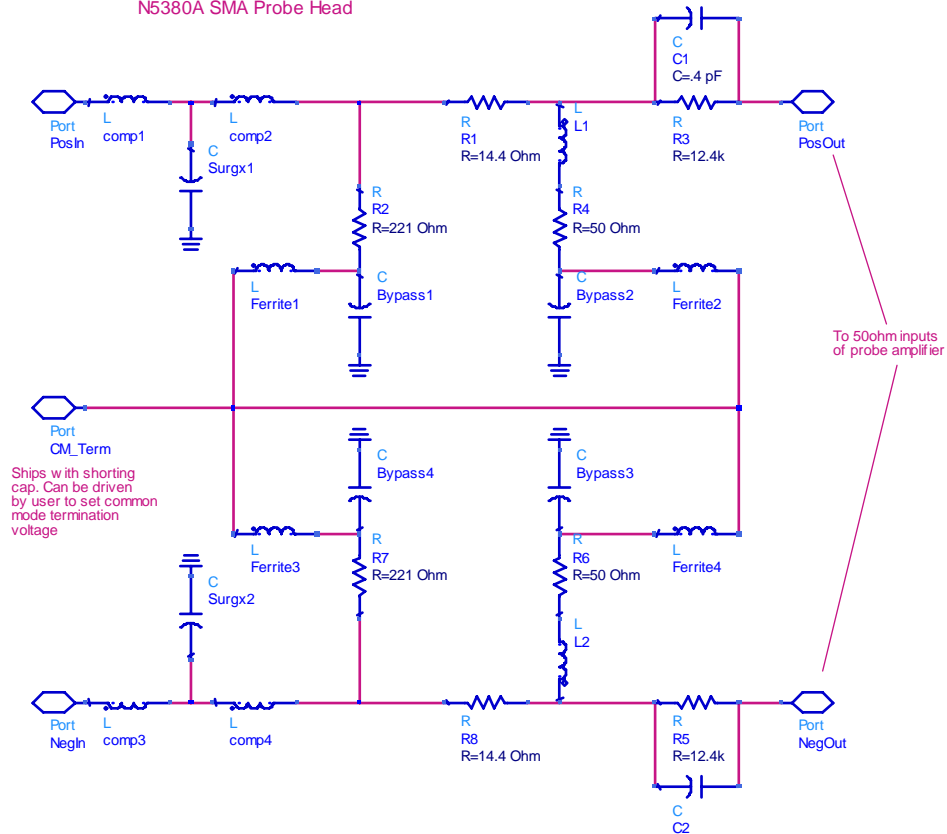 N5380A SMA Probe Head
C
C1
C=.4 pF
Port
PosIn
L
comp1
L
comp2
R
R1
R=14.4 Ohm
L
L1
R
R3
R=12.4k
Port
PosOut
C
Surgx1
R
R2
R=221 Ohm
R
R4
R=50 Ohm
L
Ferrite1
C
Bypass1
C
Bypass2
L
Ferrite2
To 50ohm inputs
of probe amplifier
Port
CM_Term
Ships with shorting
cap. Can be driven
by user to set common
mode termination
voltage
C
Bypass4
C
Bypass3
L
Ferrite3
R
R7
R=221 Ohm
R
R6
R=50 Ohm
L
Ferrite4
C
Surgx2
L
L2
Port
NegIn
L
comp3
L
comp4
R
R8
R=14.4 Ohm
R
R5
R=12.4k
Port
NegOut
C
C2